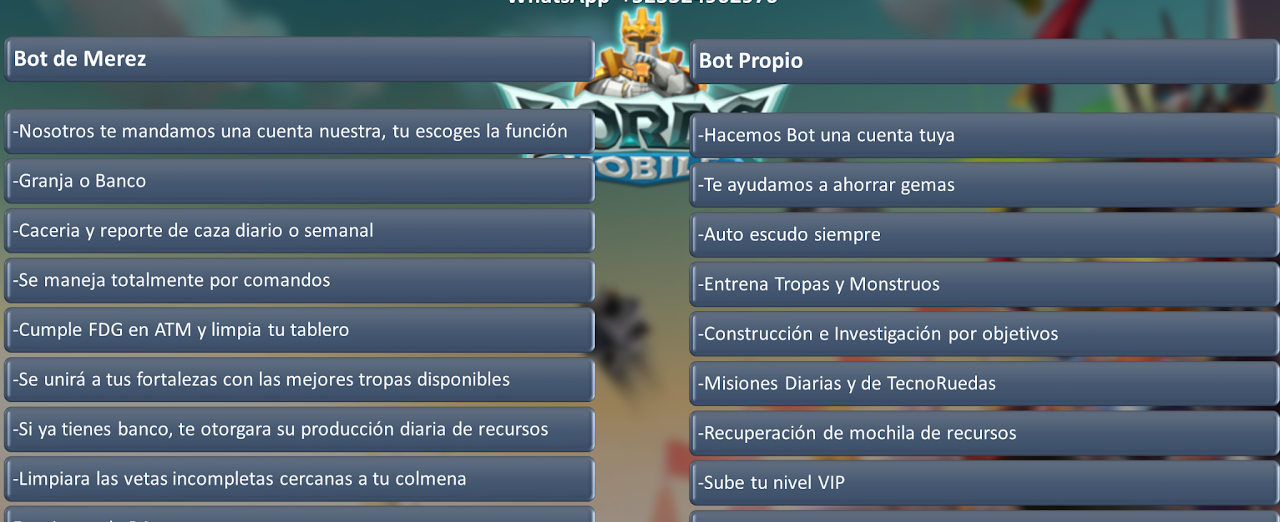 Bot de Merez
-Nosotros te mandamos una cuenta nuestra, tu escoges la función
-Granja o Banco
-Caceria y reporte de caza diario o semanal
-Se maneja totalmente por comandos
-Cumple FDG en ATM y limpia tu tablero
-Se unirá a tus fortalezas con las mejores tropas disponibles
-Si ya tienes banco, te otorgara su producción diaria de recursos
-Limpiara las vetas incompletas cercanas a tu colmena
Bot Propio
-Hacemos Bot una cuenta tuya
-Te ayudamos a ahorrar gemas
-Auto escudo siempre
-Entrena Tropas y Monstruos
-Construcción e Investigación por objetivos
-Misiones Diarias y de TecnoRuedas
-Recuperación de mochila de recursos
-Sube tu nivel VIP